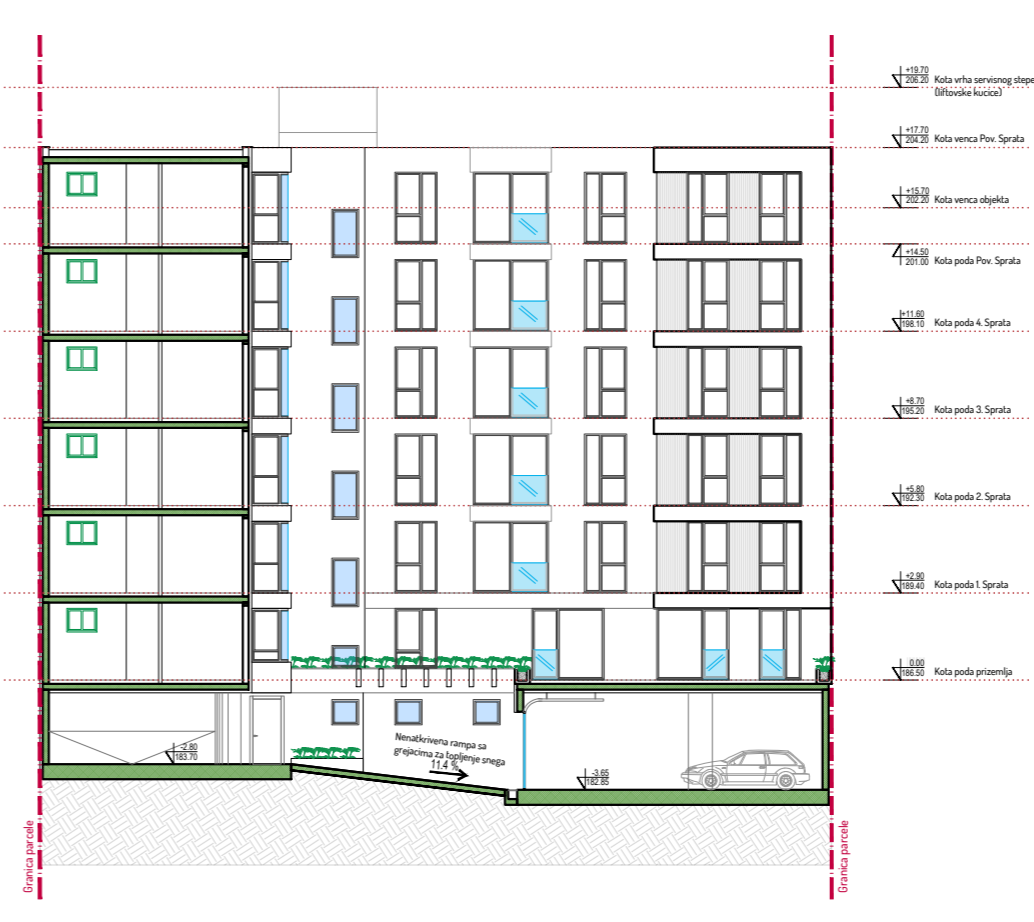 +19.70
206.20 Kota vrha servisnog stepe
(liftovske kucice)
+17.70
204.20 Kota venca Pov. Sprata
+15.70
202.20 Kota venca objekta
+14.50
201.00 Kota poda Pov. Sprata
+11.60
198.10 Kota poda 4. Sprata
+8.70
195.20 Kota poda 3. Sprata
+5.80
192.30 Kota poda 2. Sprata
+2.90
189.40 Kota poda 1. Sprata
0.00
186.50 Kota poda prizemlja
-2.80
183.70
Nenatkrivena rampa sa
grejacima za topljenje snega
11.4 %
-3.65
182.85
Granica parcele
Granica parcele